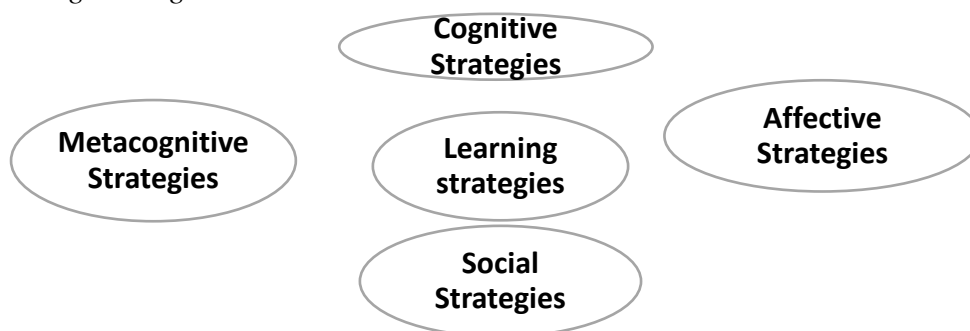 Cognitive
Strategies
Metacognitive
Strategies
Learning
strategies
Affective
Strategies
Social
Strategies